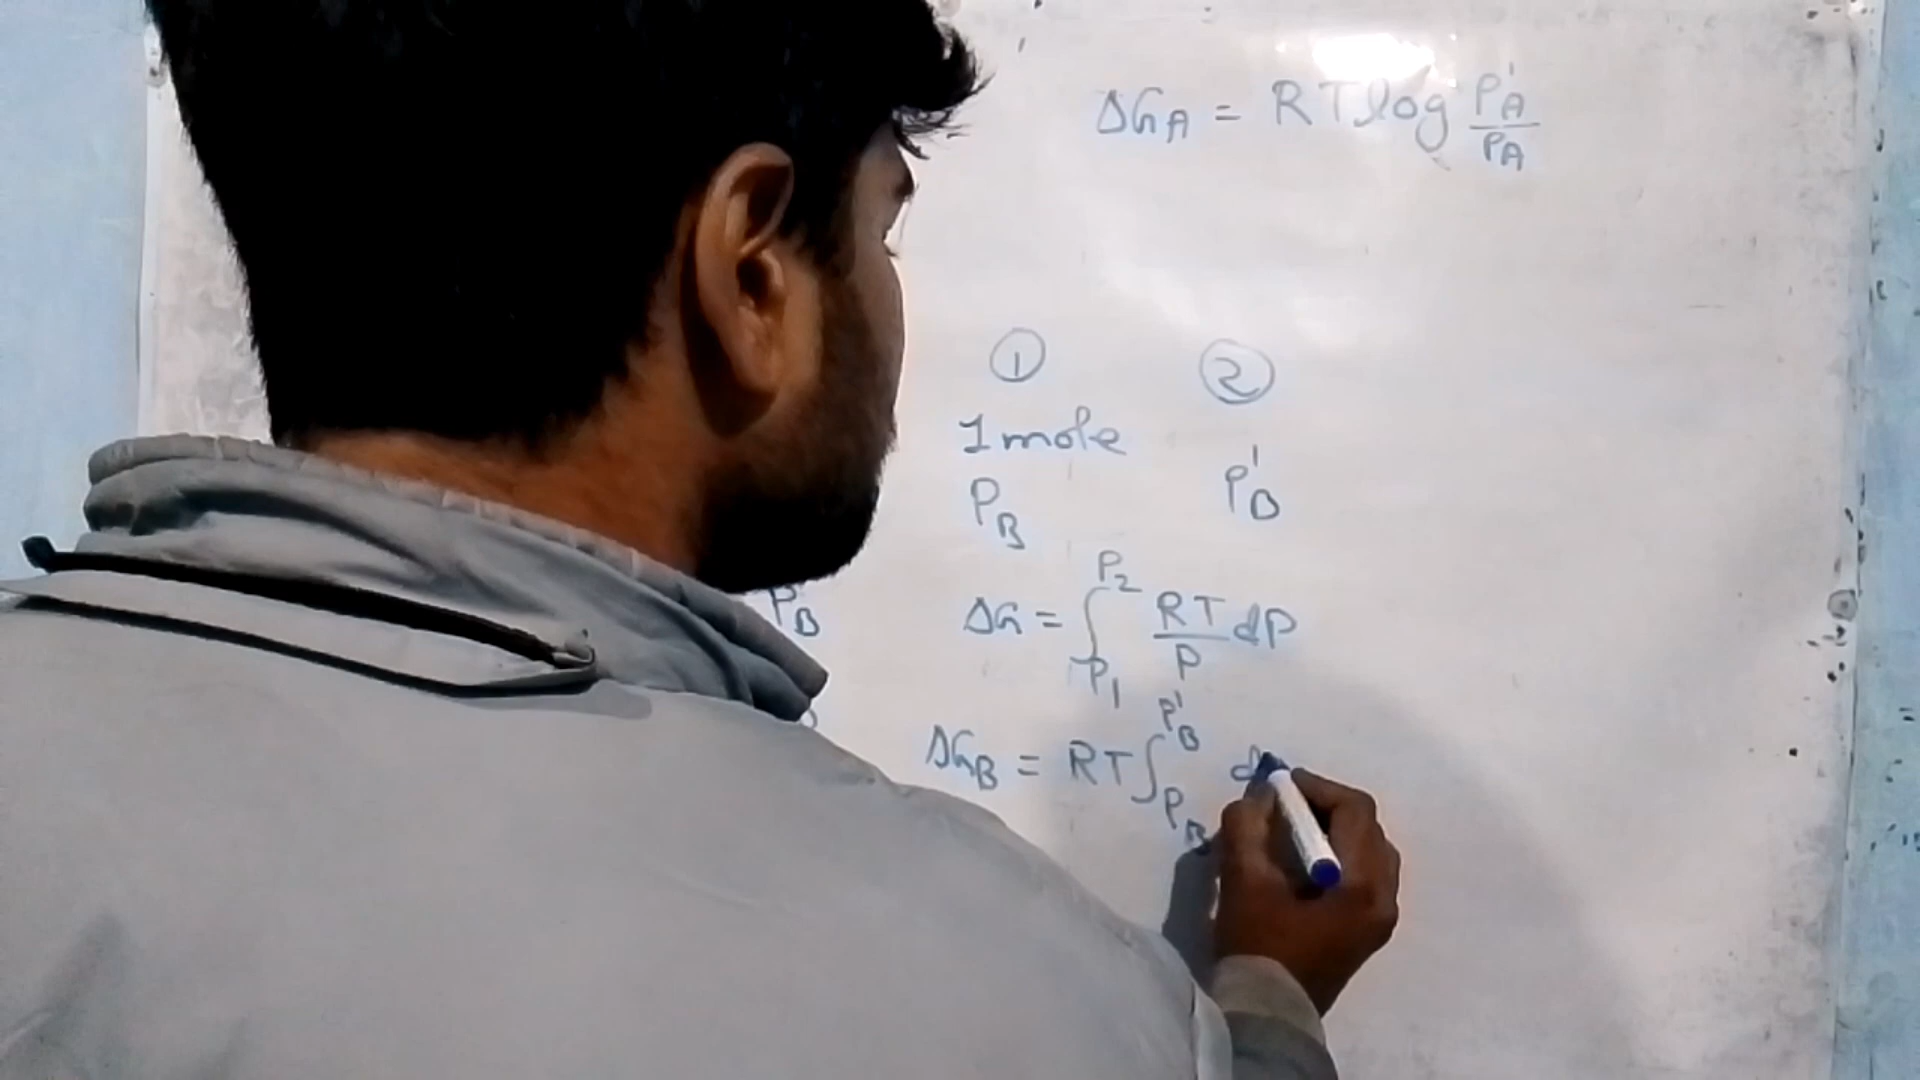 ΔG_A = RT log P'_A / P_A
① ②
1 mole
P_B P'_B
P_B
ΔG = ∫_{P_1}^{P_2} RT/P dP
ΔG_B = RT ∫_{P_B}^{P'_B} d